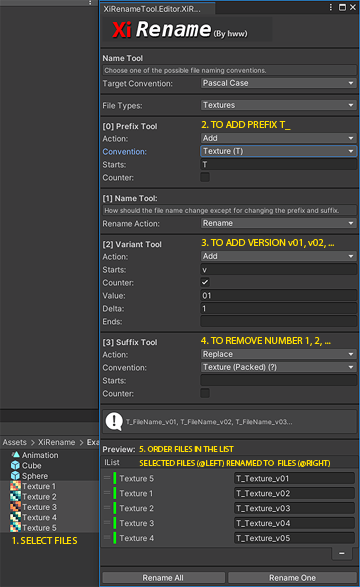 XiRenameTool.Editor.XiR...
Xi Rename (By hww)
Name Tool
Choose one of the possible file naming conventions.
Target Convention: Pascal Case
File Types: Textures
[0] Prefix Tool 2. TO ADD PREFIX T_
Action: Add
Convention: Texture (T)
Starts: T
Counter:
[1] Name Tool:
How should the file name change except for changing the prefix and suffix.
Rename Action: Rename
[2] Variant Tool 3. TO ADD VERSION v01, v02, ...
Action: Add
Starts: v
Counter:
Value: 01
Delta: 1
Ends:
[3] Suffix Tool 4. TO REMOVE NUMBER 1, 2, ...
Action: Replace
Convention: Texture (Packed) (?)
Starts:
Counter:
T_FileName_v01, T_FileName_v02, T_FileName_v03...
Preview: 5. ORDER FILES IN THE LIST
IList SELECTED FILES (@LEFT) RENAMED TO FILES (@RIGHT)
Texture 5 T_Texture_v01
Texture 1 T_Texture_v02
Texture 2 T_Texture_v03
Texture 3 T_Texture_v04
Texture 4 T_Texture_v05
Rename All Rename One
Assets > XiRename > Exa
Animation
Cube
Sphere
Texture 1
Texture 2
Texture 3
Texture 4
Texture 5
1. SELECT FILES